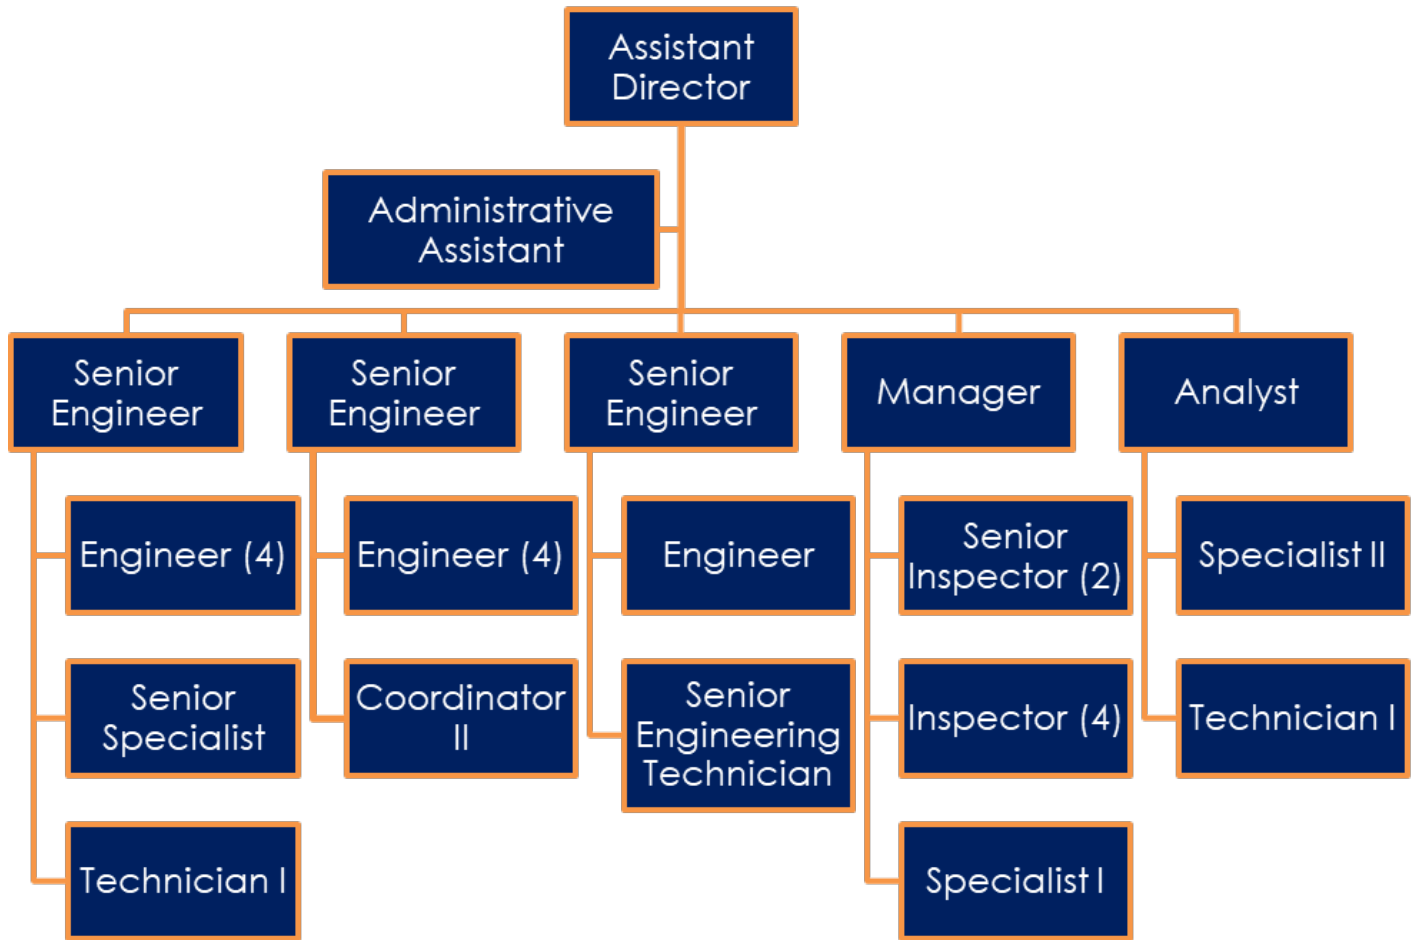 Assistant
Director
Administrative
Assistant
Senior
Engineer
Senior
Engineer
Senior
Engineer
Manager
Analyst
Engineer (4)
Engineer (4)
Engineer
Senior
Inspector (2)
Specialist II
Senior
Specialist
Coordinator
II
Senior
Engineering
Technician
Inspector (4)
Technician I
Technician I
Specialist I